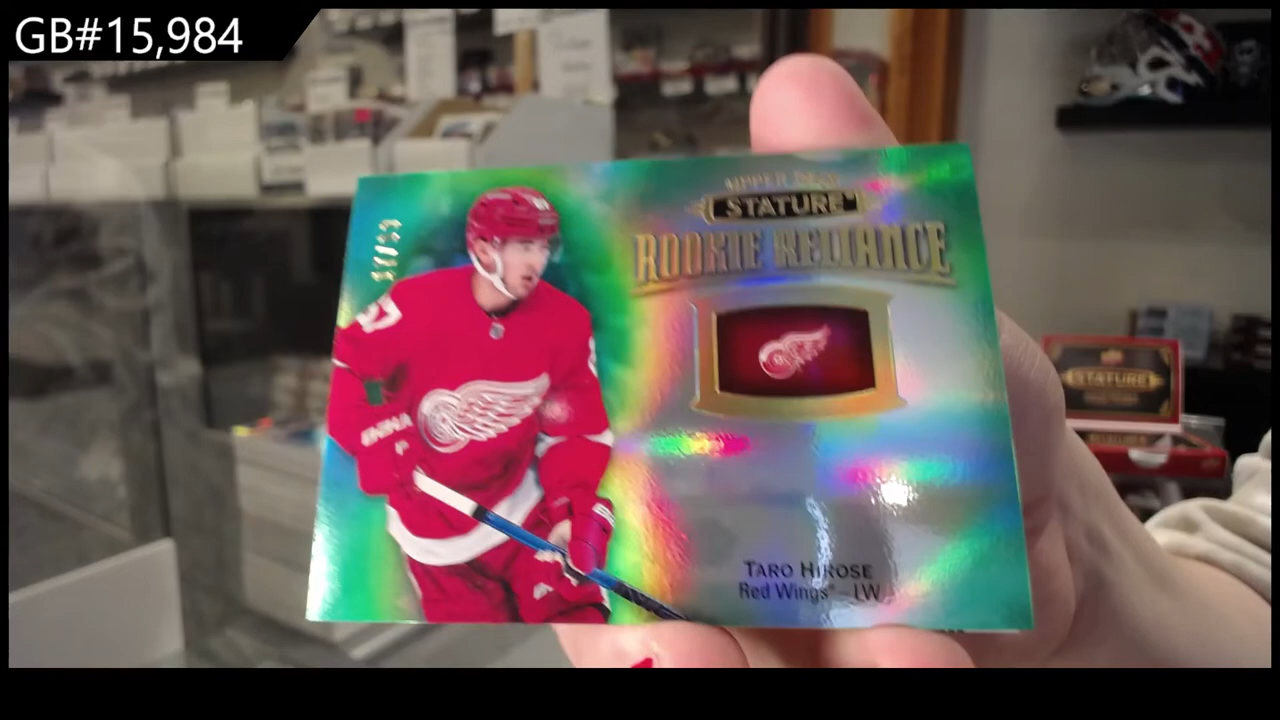 GB#15,984
UPPER DECK
STATURE
ROOKIE RELIANCE
TARO HIROSE
Red Wings® - LW
STATURE